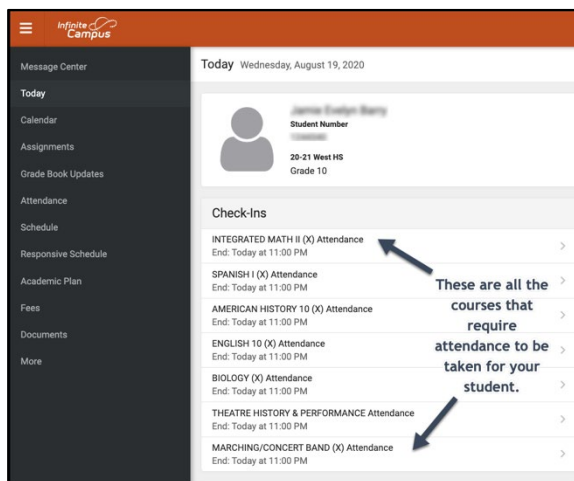 Infinite
Campus
Message Center
Today
Calendar
Assignments
Grade Book Updates
Attendance
Schedule
Responsive Schedule
Academic Plan
Fees
Documents
More
Today Wednesday, August 19, 2020
Student Number
20-21 West HS
Grade 10
Check-Ins
INTEGRATED MATH II (X) Attendance
End: Today at 11:00 PM
SPANISH I (X) Attendance
End: Today at 11:00 PM
AMERICAN HISTORY 10 (X) Attendance
End: Today at 11:00 PM
ENGLISH 10 (X) Attendance
End: Today at 11:00 PM
BIOLOGY (X) Attendance
End: Today at 11:00 PM
THEATRE HISTORY & PERFORMANCE Attendance
End: Today at 11:00 PM
MARCHING/CONCERT BAND (X) Attendance
End: Today at 11:00 PM
These are all the
courses that
require
attendance to be
taken for your
student.